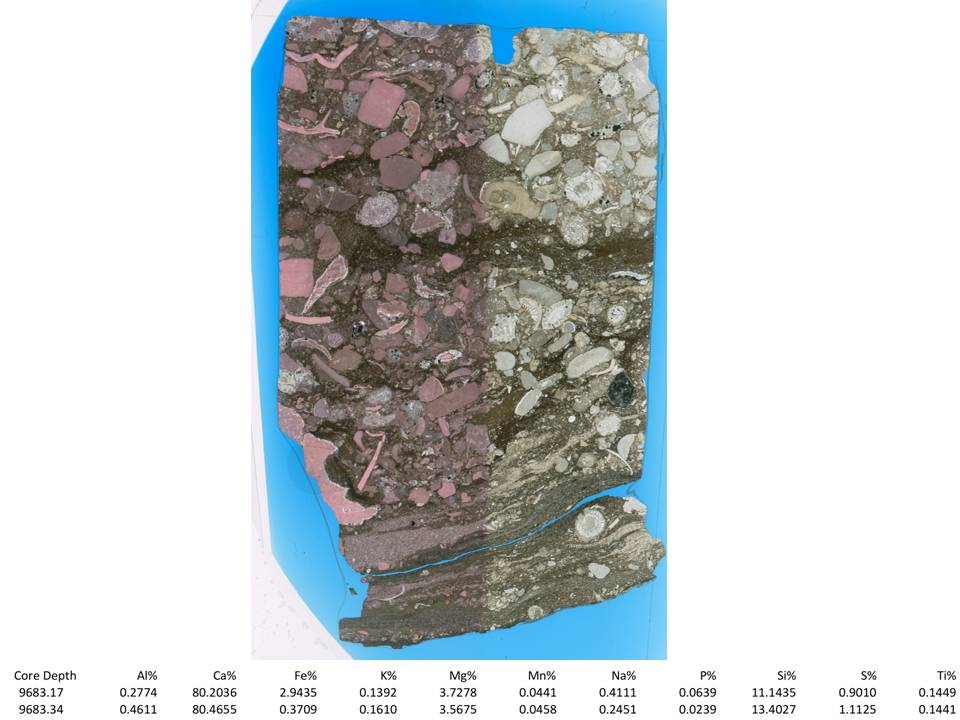 Core Depth Al% Ca% Fe% K% Mg% Mn% Na% P% Si% S% Ti%
9683.17 0.2774 80.2036 2.9435 0.1392 3.7278 0.0441 0.4111 0.0639 11.1435 0.9010 0.1449
9683.34 0.4611 80.4655 0.3709 0.1610 3.5675 0.0458 0.2451 0.0239 13.4027 1.1125 0.1441